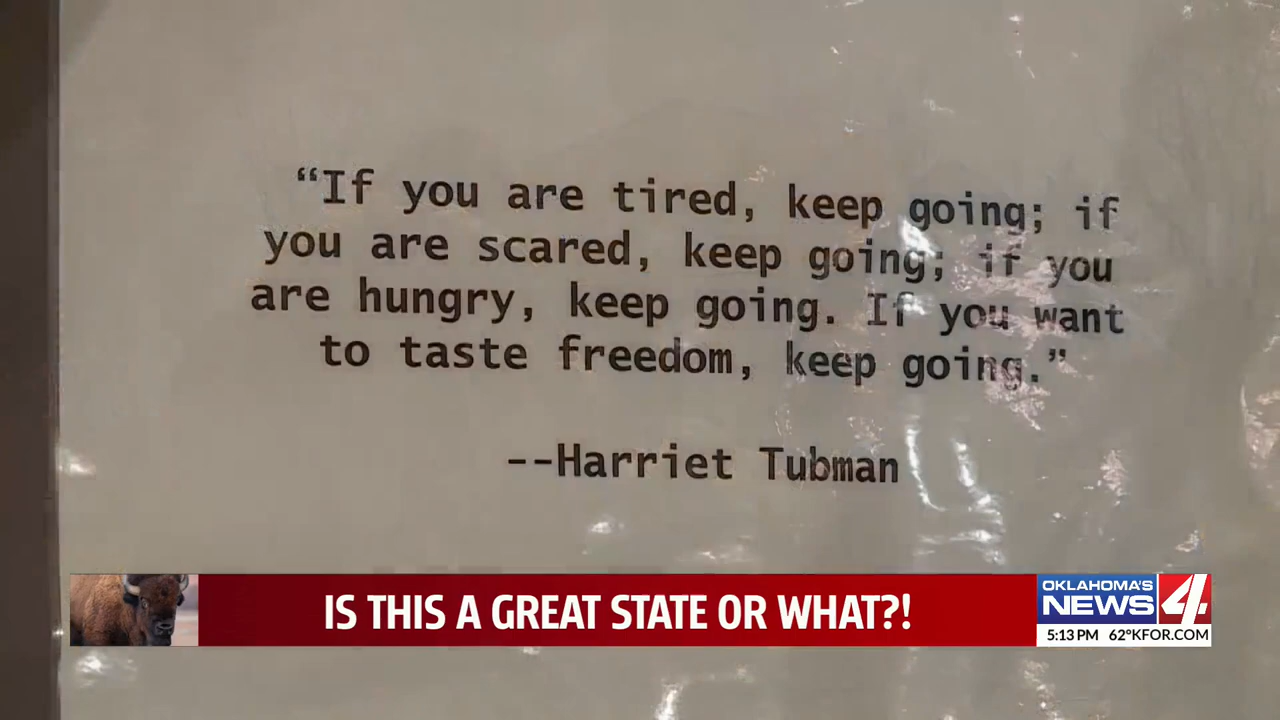 “If you are tired, keep going; if
you are scared, keep going; if you
are hungry, keep going. If you want
to taste freedom, keep going.”
--Harriet Tubman
IS THIS A GREAT STATE OR WHAT?!
OKLAHOMA'S
NEWS 4
5:13 PM 62°KFOR.COM